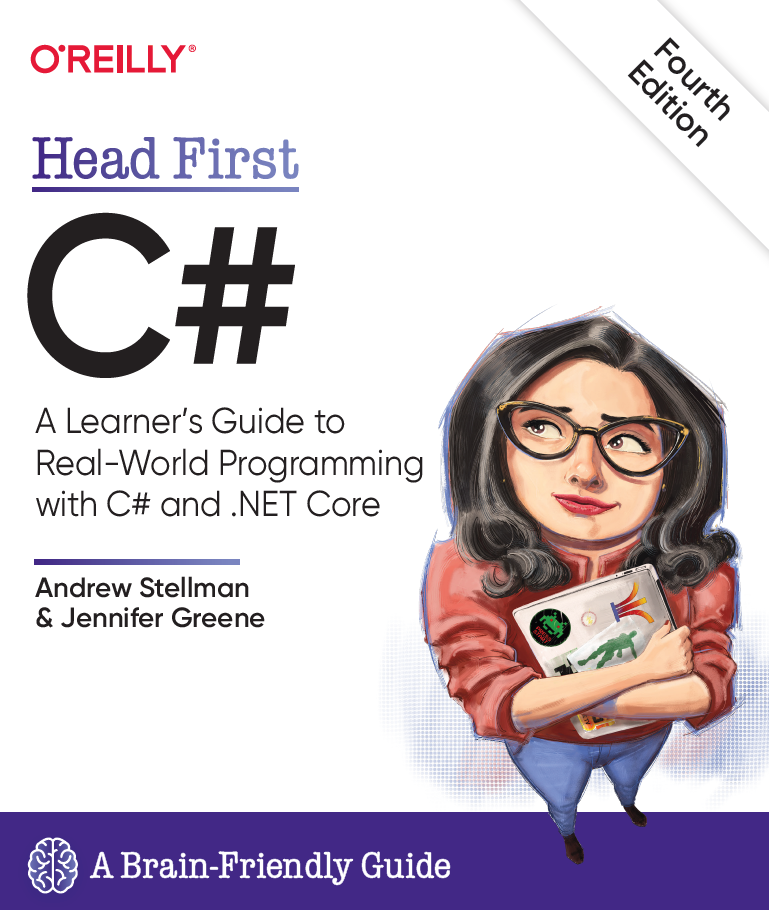 O'REILLY®
Fourth
Edition
Head First
C#
A Learner's Guide to
Real-World Programming
with C# and .NET Core
Andrew Stellman
& Jennifer Greene
A Brain-Friendly Guide